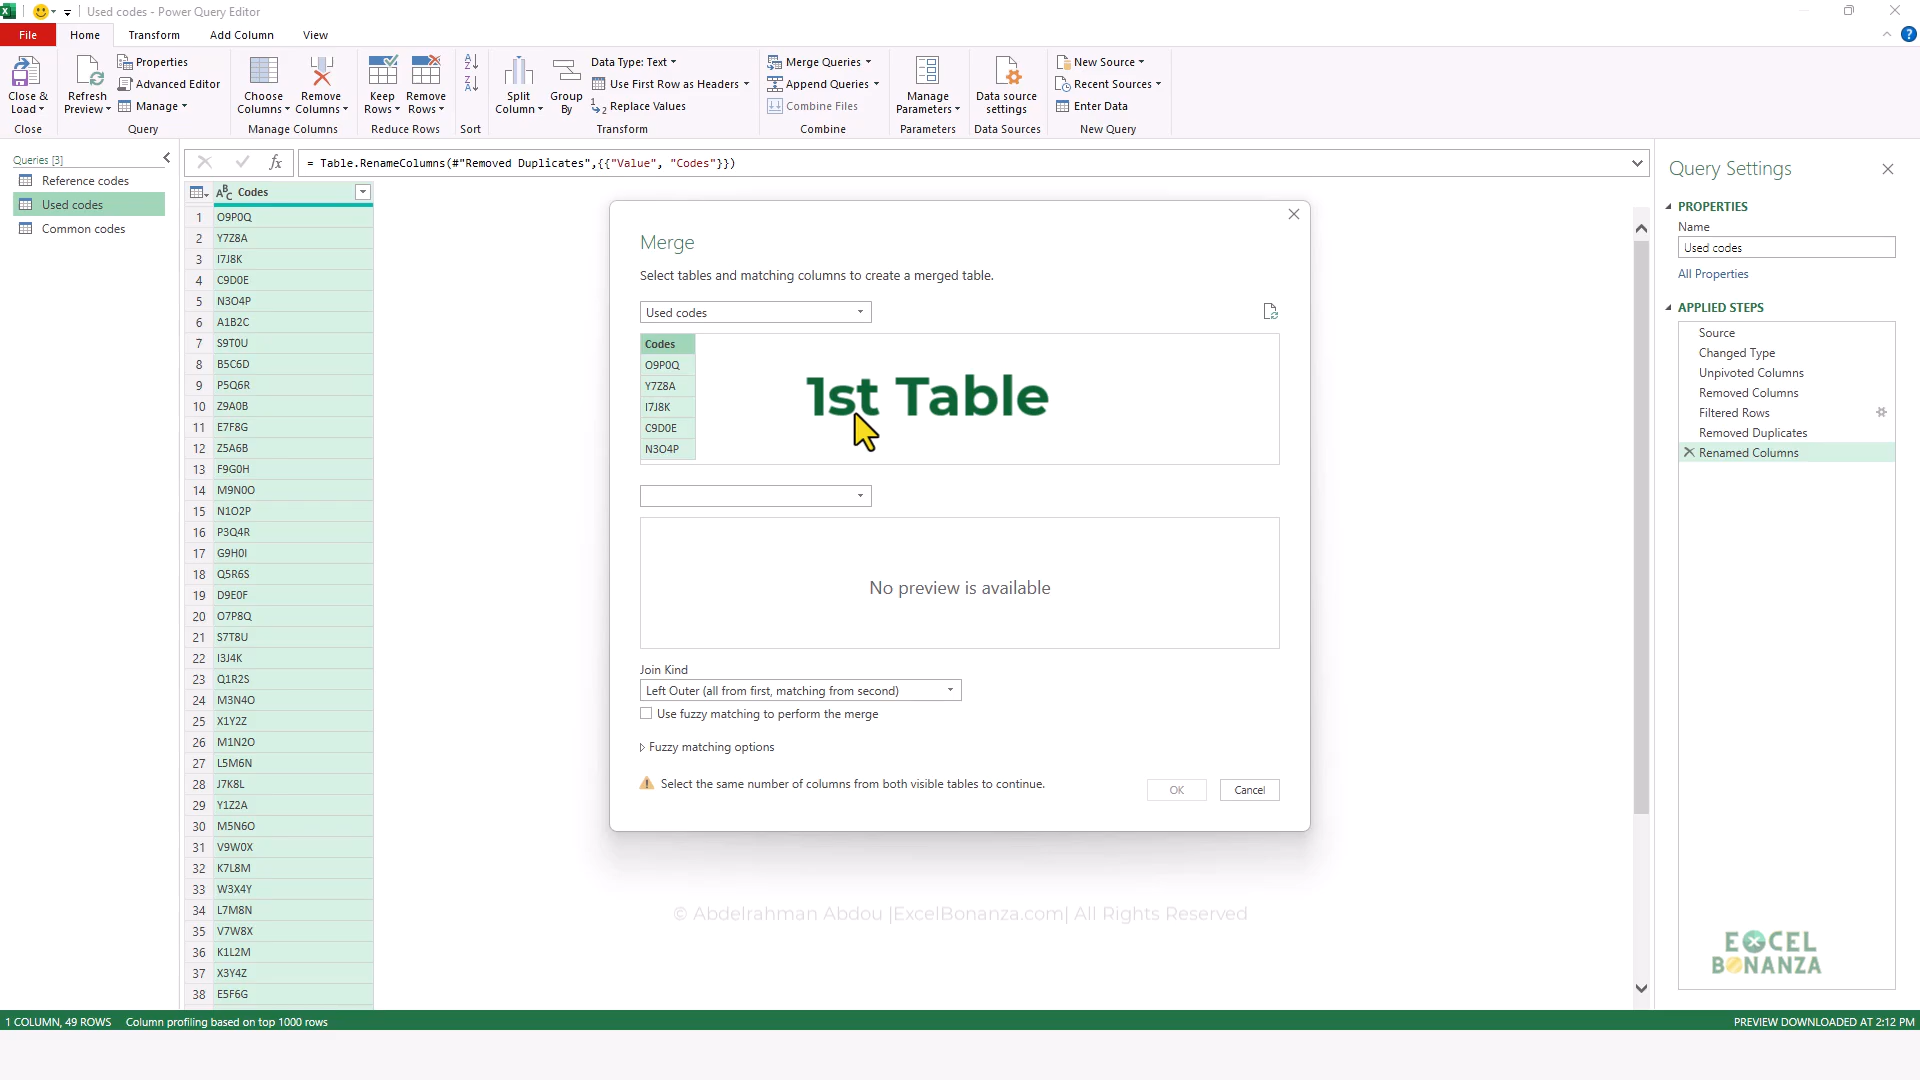 Used codes - Power Query Editor
File
Home
Transform
Add Column
View
Close & Load
Close
Refresh Preview
Properties
Advanced Editor
Manage
Query
Choose Columns
Remove Columns
Manage Columns
Keep Rows
Remove Rows
Reduce Rows
Sort
Split Column
Group By
Data Type: Text
Use First Row as Headers
Replace Values
Transform
Merge Queries
Append Queries
Combine Files
Combine
Manage Parameters
Parameters
Data source settings
Data Sources
New Source
Recent Sources
Enter Data
New Query
Queries [3]
Reference codes
Used codes
Common codes
fx
= Table.RenameColumns(#"Removed Duplicates",{{"Value", "Codes"}})
ABC Codes
1 O9P0Q
2 Y7Z8A
3 I7J8K
4 C9D0E
5 N3O4P
6 A1B2C
7 S9T0U
8 B5C6D
9 P5Q6R
10 Z9A0B
11 E7F8G
12 Z5A6B
13 F9G0H
14 M9N0O
15 N1O2P
16 P3Q4R
17 G9H0I
18 Q5R6S
19 D9E0F
20 O7P8Q
21 S7T8U
22 I3J4K
23 Q1R2S
24 M3N4O
25 X1Y2Z
26 M1N2O
27 L5M6N
28 J7K8L
29 Y1Z2A
30 M5N6O
31 V9W0X
32 K7L8M
33 W3X4Y
34 L7M8N
35 V7W8X
36 K1L2M
37 X3Y4Z
38 E5F6G
Merge
Select tables and matching columns to create a merged table.
Used codes
Codes
O9P0Q
Y7Z8A
I7J8K
C9D0E
N3O4P
1st Table
No preview is available
Join Kind
Left Outer (all from first, matching from second)
Use fuzzy matching to perform the merge
Fuzzy matching options
Select the same number of columns from both visible tables to continue.
OK
Cancel
© Abdelrahman Abdou |ExcelBonanza.com| All Rights Reserved
Query Settings
PROPERTIES
Name
Used codes
All Properties
APPLIED STEPS
Source
Changed Type
Unpivoted Columns
Removed Columns
Filtered Rows
Removed Duplicates
Renamed Columns
EXCEL
BONANZA
1 COLUMN, 49 ROWS
Column profiling based on top 1000 rows
PREVIEW DOWNLOADED AT 2:12 PM